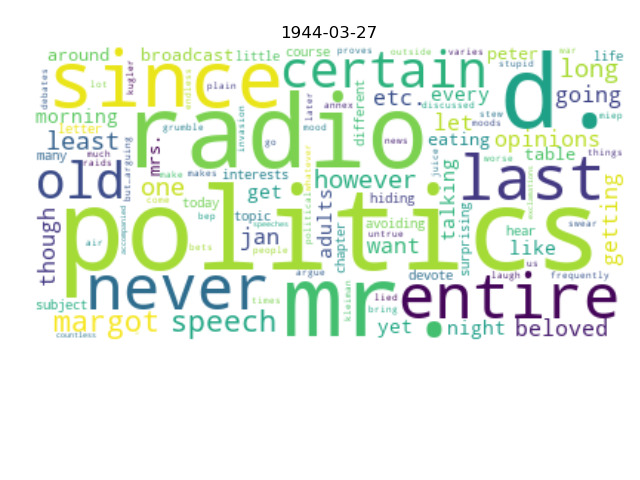 1944-03-27
around broadcast little course proves outside varies peter war life
debates since certain stupid long
kugler lot endless plain d.
morning etc. every going
letter radio different discussed
least mrs. grumble invasion go annex later mood news let opinions stew miep
many much raids but…arguing eating table things
old one make makes interests however hiding juice last worse
though come today get adults talking exclamations swear
accompanied bep topic political whatever avoiding want untrue surprising hear like getting
air politics jan chapter
bets speeches people argue devote us laugh frequently
never mr. entire
subject times kleiman lied bring
margot speech yet night beloved
countless